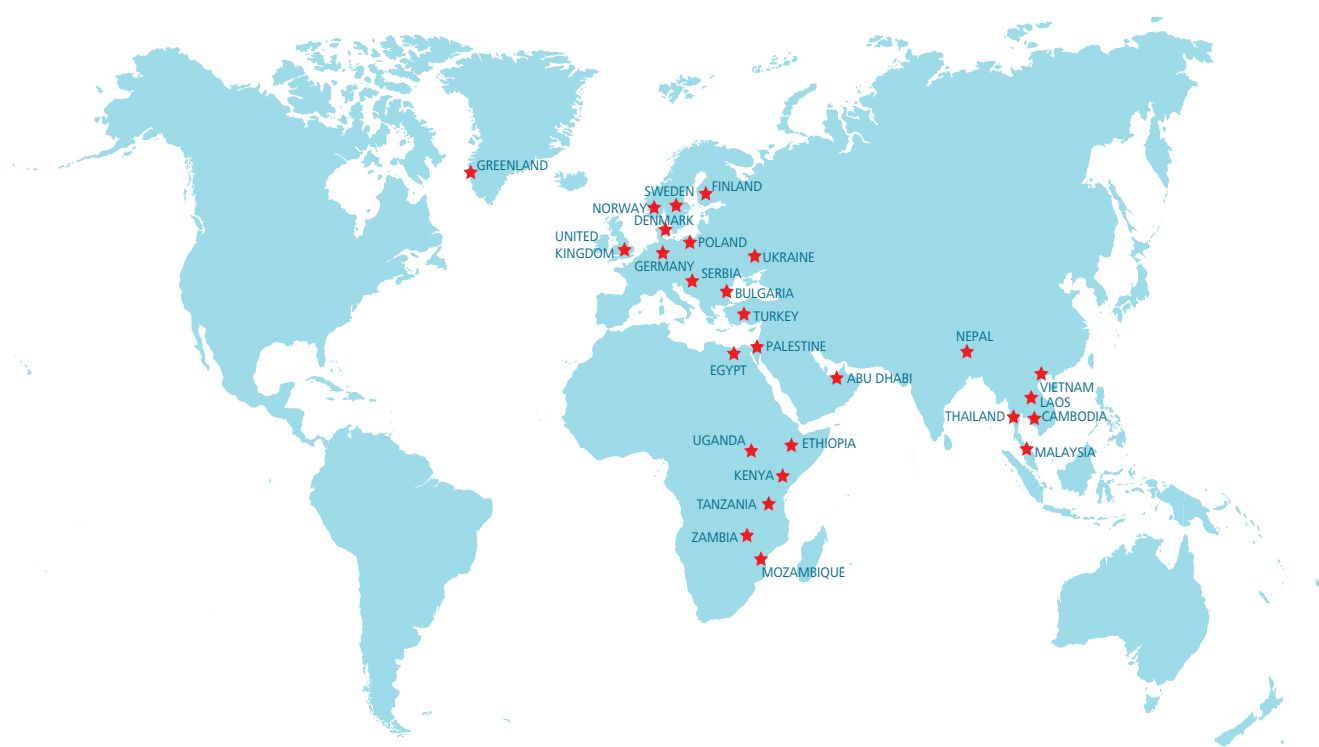 GREENLAND
FINLAND
SWEDEN
NORWAY
DENMARK
UNITED
KINGDOM
POLAND
UKRAINE
GERMANY
SERBIA
BULGARIA
TURKEY
NEPAL
PALESTINE
EGYPT
ABU DHABI
VIETNAM
LAOS
THAILAND
CAMBODIA
UGANDA
ETHIOPIA
MALAYSIA
KENYA
TANZANIA
ZAMBIA
MOZAMBIQUE